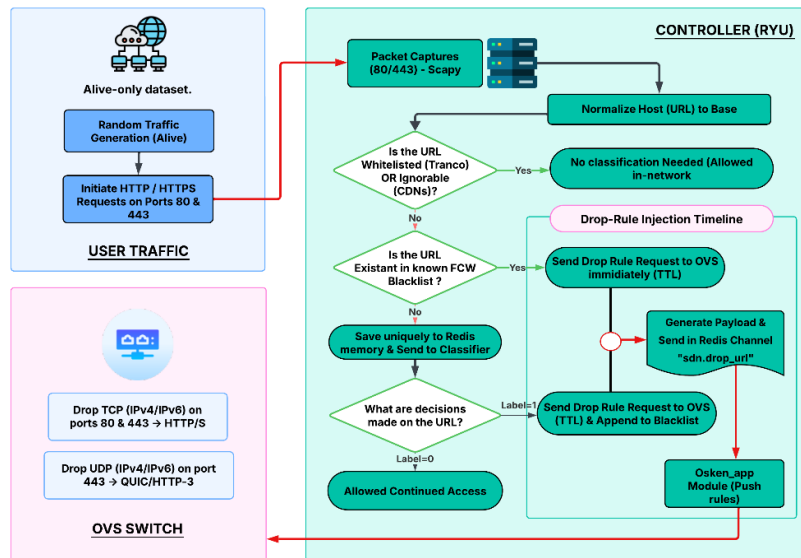 Alive-only dataset.
Random Traffic
Generation (Alive)
Initiate HTTP / HTTPS
Requests on Ports 80 &
443
USER TRAFFIC
Drop TCP (IPv4/IPv6) on
ports 80 & 443 → HTTP/S
Drop UDP (IPv4/IPv6) on port
443 → QUIC/HTTP-3
OVS SWITCH
CONTROLLER (RYU)
Packet Captures
(80/443) - Scapy
Normalize Host (URL) to Base
Is the URL
Whitelisted (Tranco)
OR Ignorable
(CDNs)?
Yes
No classification Needed (Allowed
in-network
No
Drop-Rule Injection Timeline
Is the URL
Existant in known FCW
Blacklist ?
Yes
Send Drop Rule Request to OVS
immidiately (TTL)
No
Save uniquely to Redis
memory & Send to Classifier
Generate Payload &
Send in Redis Channel
"sdn.drop_url"
What are decisions
made on the URL?
Label=1
Send Drop Rule Request to OVS
(TTL) & Append to Blacklist
Label=0
Allowed Continued Access
Osken_app
Module (Push
rules)